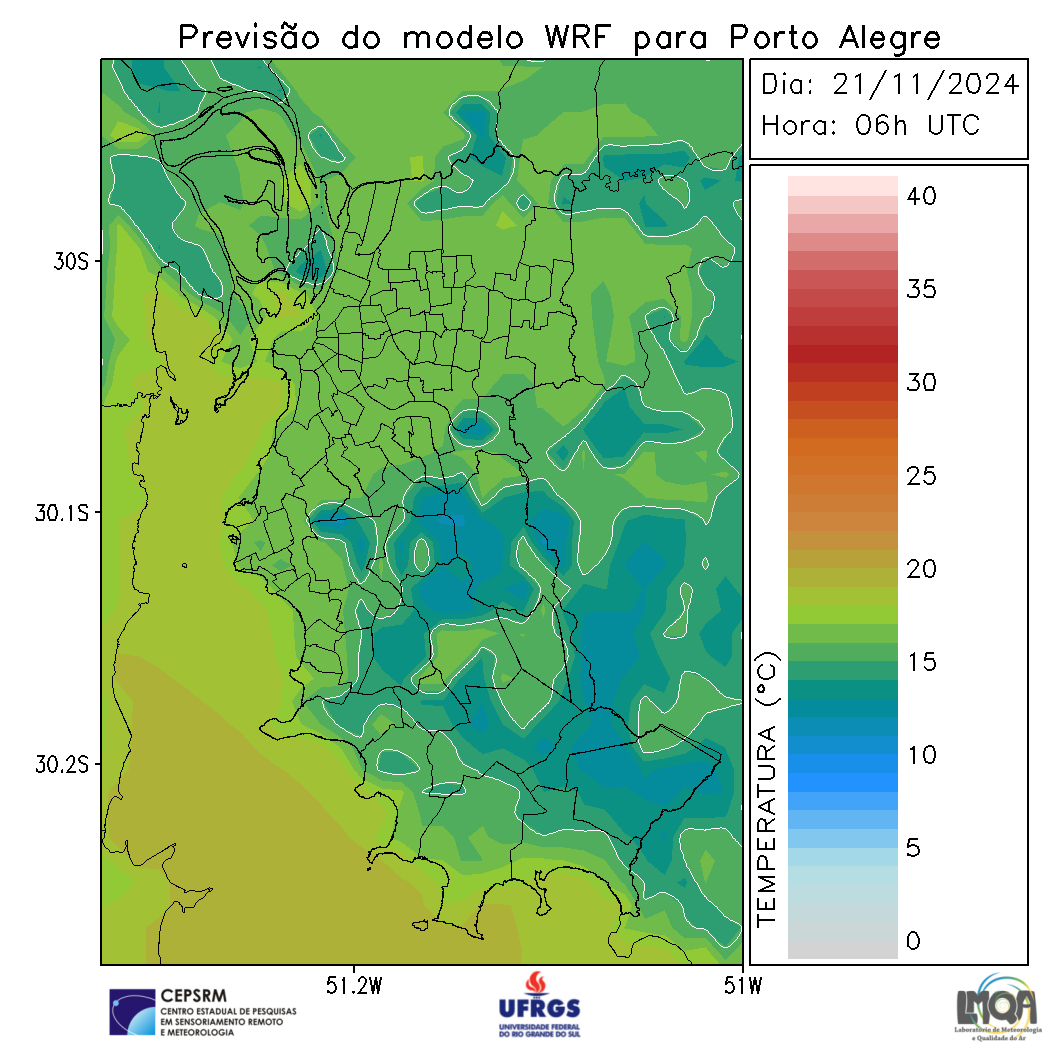 Previsão do modelo WRF para Porto Alegre
Dia: 21/11/2024
Hora: 06h UTC
40
35
30
25
20
15
10
5
0
TEMPERATURA (°C)
30S
30.1S
30.2S
51.2W
51W
CEPSRM
CENTRO ESTADUAL DE PESQUISAS
EM SENSORIAMENTO REMOTO
E METEOROLOGIA
UFRGS
UNIVERSIDADE FEDERAL
DO RIO GRANDE DO SUL
LMQA
Laboratório de Meteorologia
e Qualidade do Ar